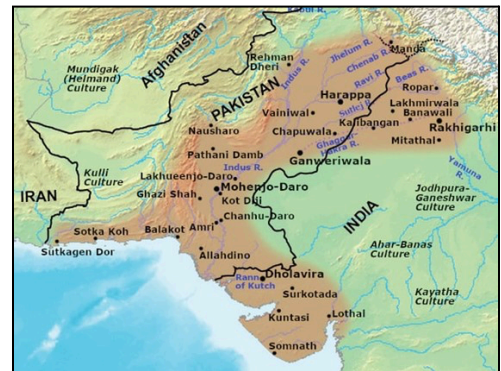 Kabul R.
Afghanistan
Rehman
Dheri
Mundigak
(Helmand)
Culture
Indus R.
Jhelum R.
Manda
Chenab R.
Ravi R.
Beas R.
Ropar
PAKISTAN
Harappa
Sutlej R.
Lakhmirwala
Vainiwal
Kalibangan
Banawali
Rakhigarhi
Nausharo
Chapuwala
Ghaggar-
Hakra R.
Mitathal
Pathani Damb
Ganweriwala
Yamuna
R.
Kulli
Culture
Indus R.
Lakhueenjo-Daro
IRAN
Mohenjo-Daro
Ghazi Shah
Kot Diji
Jodhpura-
Ganeshwar
Culture
INDIA
Chanhu-Daro
Sotka Koh
Balakot
Amri
Ahar-Banas
Culture
Sutkagen Dor
Allahdino
Rann
of Kutch
Dholavira
Surkotada
Kayatha
Culture
Kuntasi
Lothal
Somnath